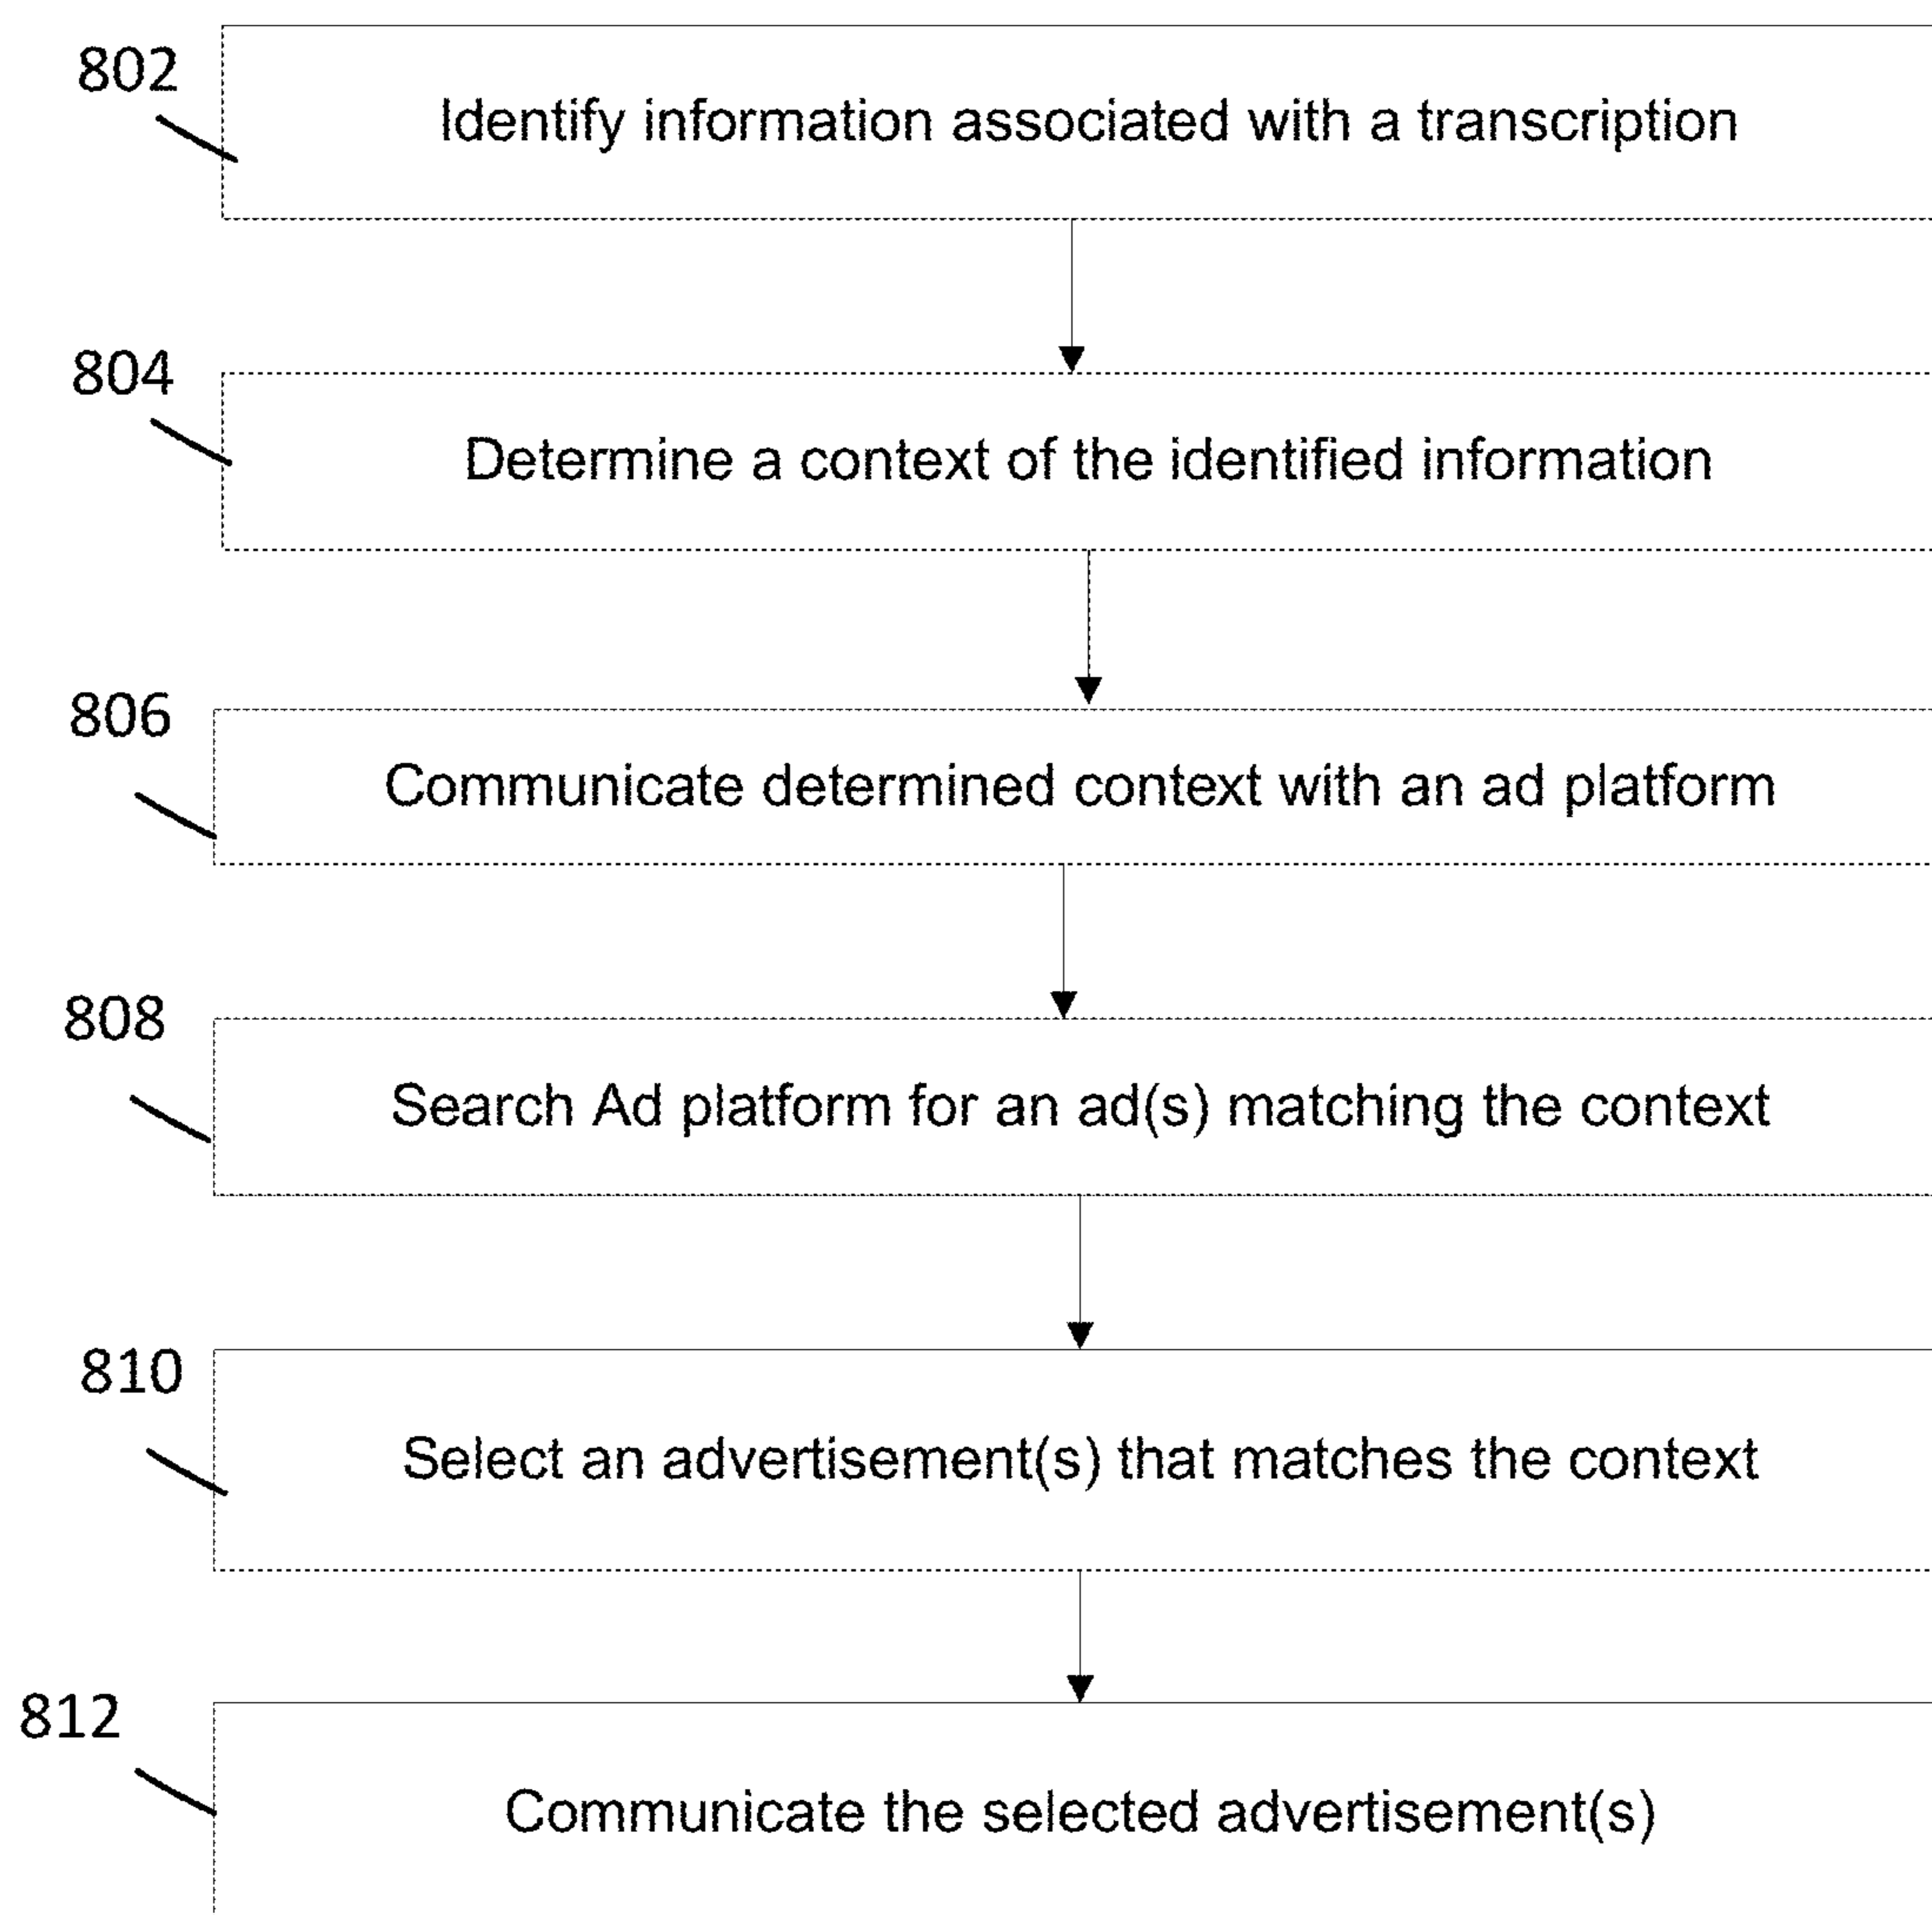 802
Identify information associated with a transcription
804
Determine a context of the identified information
806
Communicate determined context with an ad platform
808
Search Ad platform for an ad(s) matching the context
810
Select an advertisement(s) that matches the context
812
Communicate the selected advertisement(s)